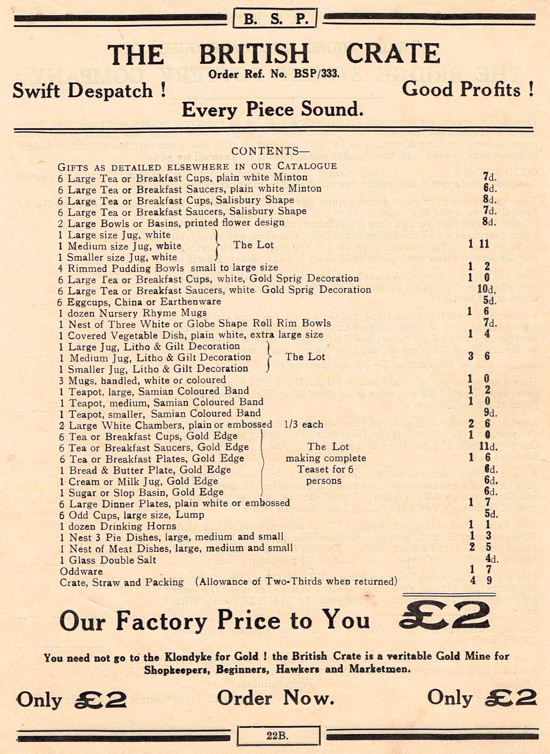 B. S. P.
THE BRITISH CRATE
Order Ref. No. BSP/333.
Swift Despatch ! Good Profits !
Every Piece Sound.
CONTENTS—
GIFTS AS DETAILED ELSEWHERE IN OUR CATALOGUE
6 Large Tea or Breakfast Cups, plain white Minton 7d.
6 Large Tea or Breakfast Saucers, plain white Minton 6d.
6 Large Tea or Breakfast Cups, Salisbury Shape 8d.
6 Large Tea or Breakfast Saucers, Salisbury Shape 7d.
2 Large Bowls or Basins, printed flower design 8d.
1 Large size Jug, white
1 Medium size Jug, white The Lot 1 11
1 Smaller size Jug, white
4 Rimmed Pudding Bowls small to large size 1 2
6 Large Tea or Breakfast Cups, white, Gold Sprig Decoration 1 0
6 Large Tea or Breakfast Saucers, white Gold Sprig Decoration 10d.
6 Eggcups, China or Earthenware 5d.
1 dozen Nursery Rhyme Mugs 1 6
1 Nest of Three White or Globe Shape Roll Rim Bowls 7d.
1 Covered Vegetable Dish, plain white, extra large size 1 4
1 Large Jug, Litho & Gilt Decoration
1 Medium Jug, Litho & Gilt Decoration The Lot 3 6
1 Smaller Jug, Litho & Gilt Decoration
3 Mugs, handled, white or coloured 1 0
1 Teapot, large, Samian Coloured Band 1 2
1 Teapot, medium, Samian Coloured Band 1 0
1 Teapot, smaller, Samian Coloured Band 9d.
2 Large White Chambers, plain or embossed 1/3 each 2 6
6 Tea or Breakfast Cups, Gold Edge 1 0
6 Tea or Breakfast Saucers, Gold Edge The Lot 11d.
6 Tea or Breakfast Plates, Gold Edge making complete 1 6
1 Bread & Butter Plate, Gold Edge Teaset for 6 6d.
1 Cream or Milk Jug, Gold Edge persons 6d.
1 Sugar or Slop Basin, Gold Edge 6d.
6 Large Dinner Plates, plain white or embossed 1 7
6 Odd Cups, large size, Lump 5d.
1 dozen Drinking Horns 1 1
1 Nest 3 Pie Dishes, large, medium and small 1 3
1 Nest of Meat Dishes, large, medium and small 2 5
1 Glass Double Salt 4d.
Oddware 1 7
Crate, Straw and Packing (Allowance of Two-Thirds when returned) 4 9
Our Factory Price to You £2
You need not go to the Klondyke for Gold ! the British Crate is a veritable Gold Mine for
Shopkeepers, Beginners, Hawkers and Marketmen.
Only £2 Order Now. Only £2
22B.